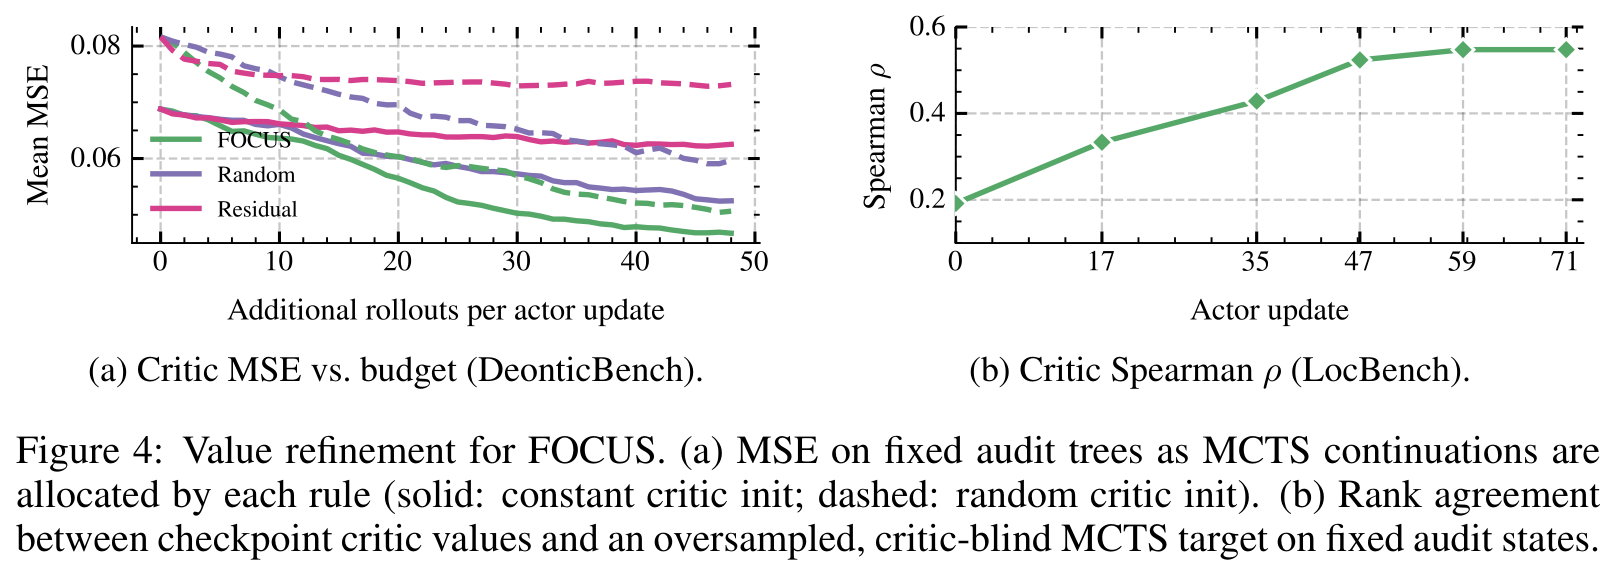 Mean MSE
0.08
0.06
FOCUS
Random
Residual
0 10 20 30 40 50
Additional rollouts per actor update
(a) Critic MSE vs. budget (DeonticBench).
Spearman ρ
0.6
0.4
0.2
0 17 35 47 59 71
Actor update
(b) Critic Spearman ρ (LocBench).
Figure 4: Value refinement for FOCUS. (a) MSE on fixed audit trees as MCTS continuations are
allocated by each rule (solid: constant critic init; dashed: random critic init). (b) Rank agreement
between checkpoint critic values and an oversampled, critic-blind MCTS target on fixed audit states.